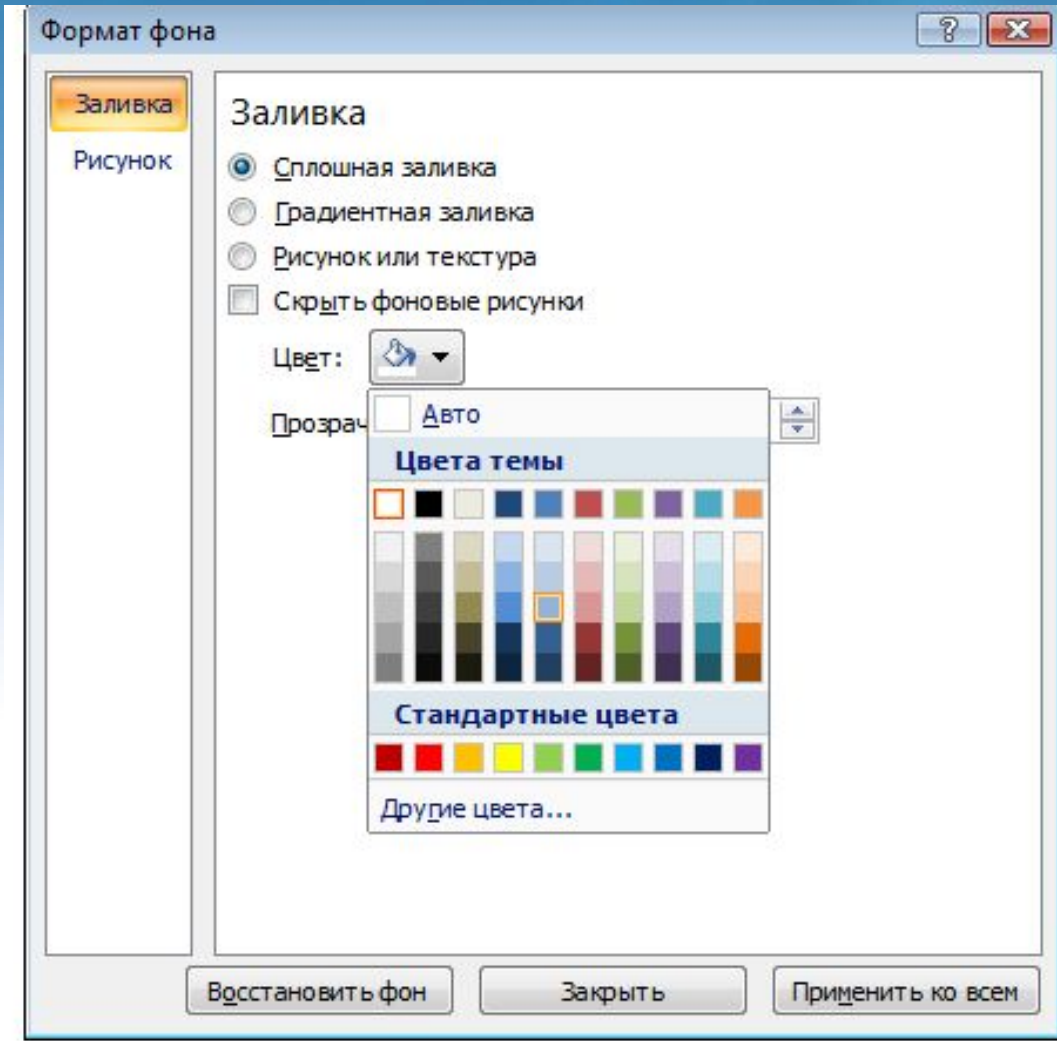 Формат фона
Заливка
Рисунок
Заливка
Сплошная заливка
Градиентная заливка
Рисунок или текстура
Скрыть фоновые рисунки
Цвет:
Прозрач
Авто
Цвета темы
Стандартные цвета
Другие цвета...
Восстановить фон
Закрыть
Применить ко всем